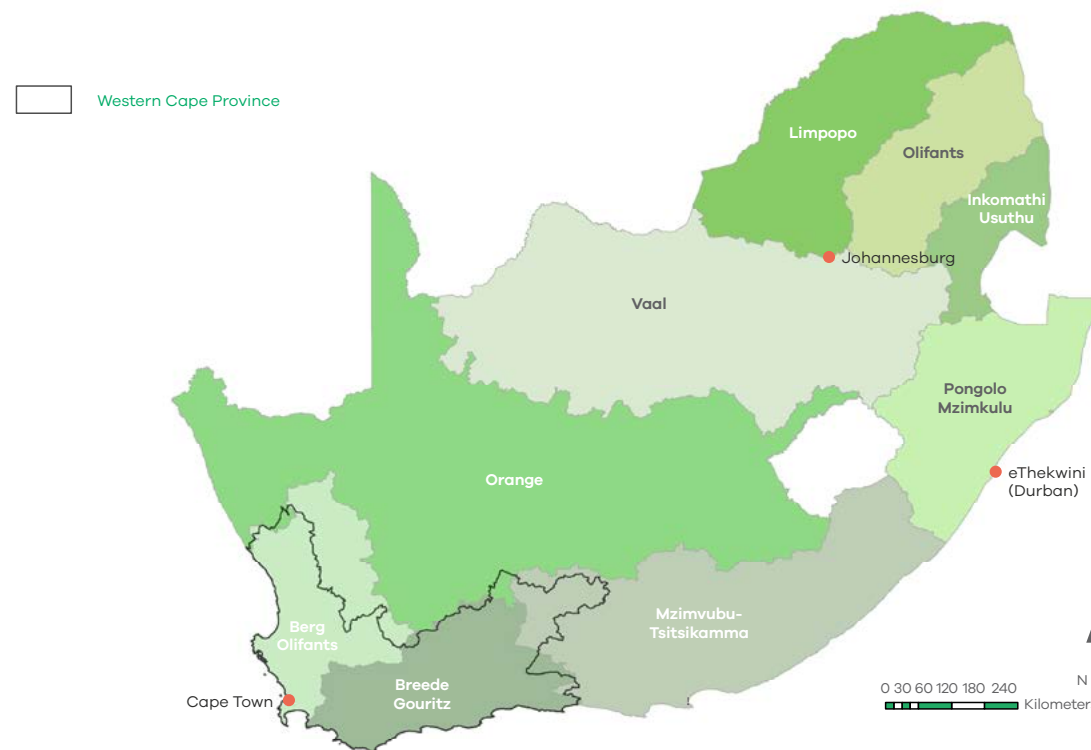 Western Cape Province
Limpopo
Olifants
Inkomathi
Usuthu
Johannesburg
Vaal
Pongolo
Mzimkulu
Orange
eThekwini
(Durban)
Mzimvubu-
Tsitsikamma
Berg
Olifants
Breede
Gouritz
Cape Town
N
0 30 60 120 180 240
Kilometer